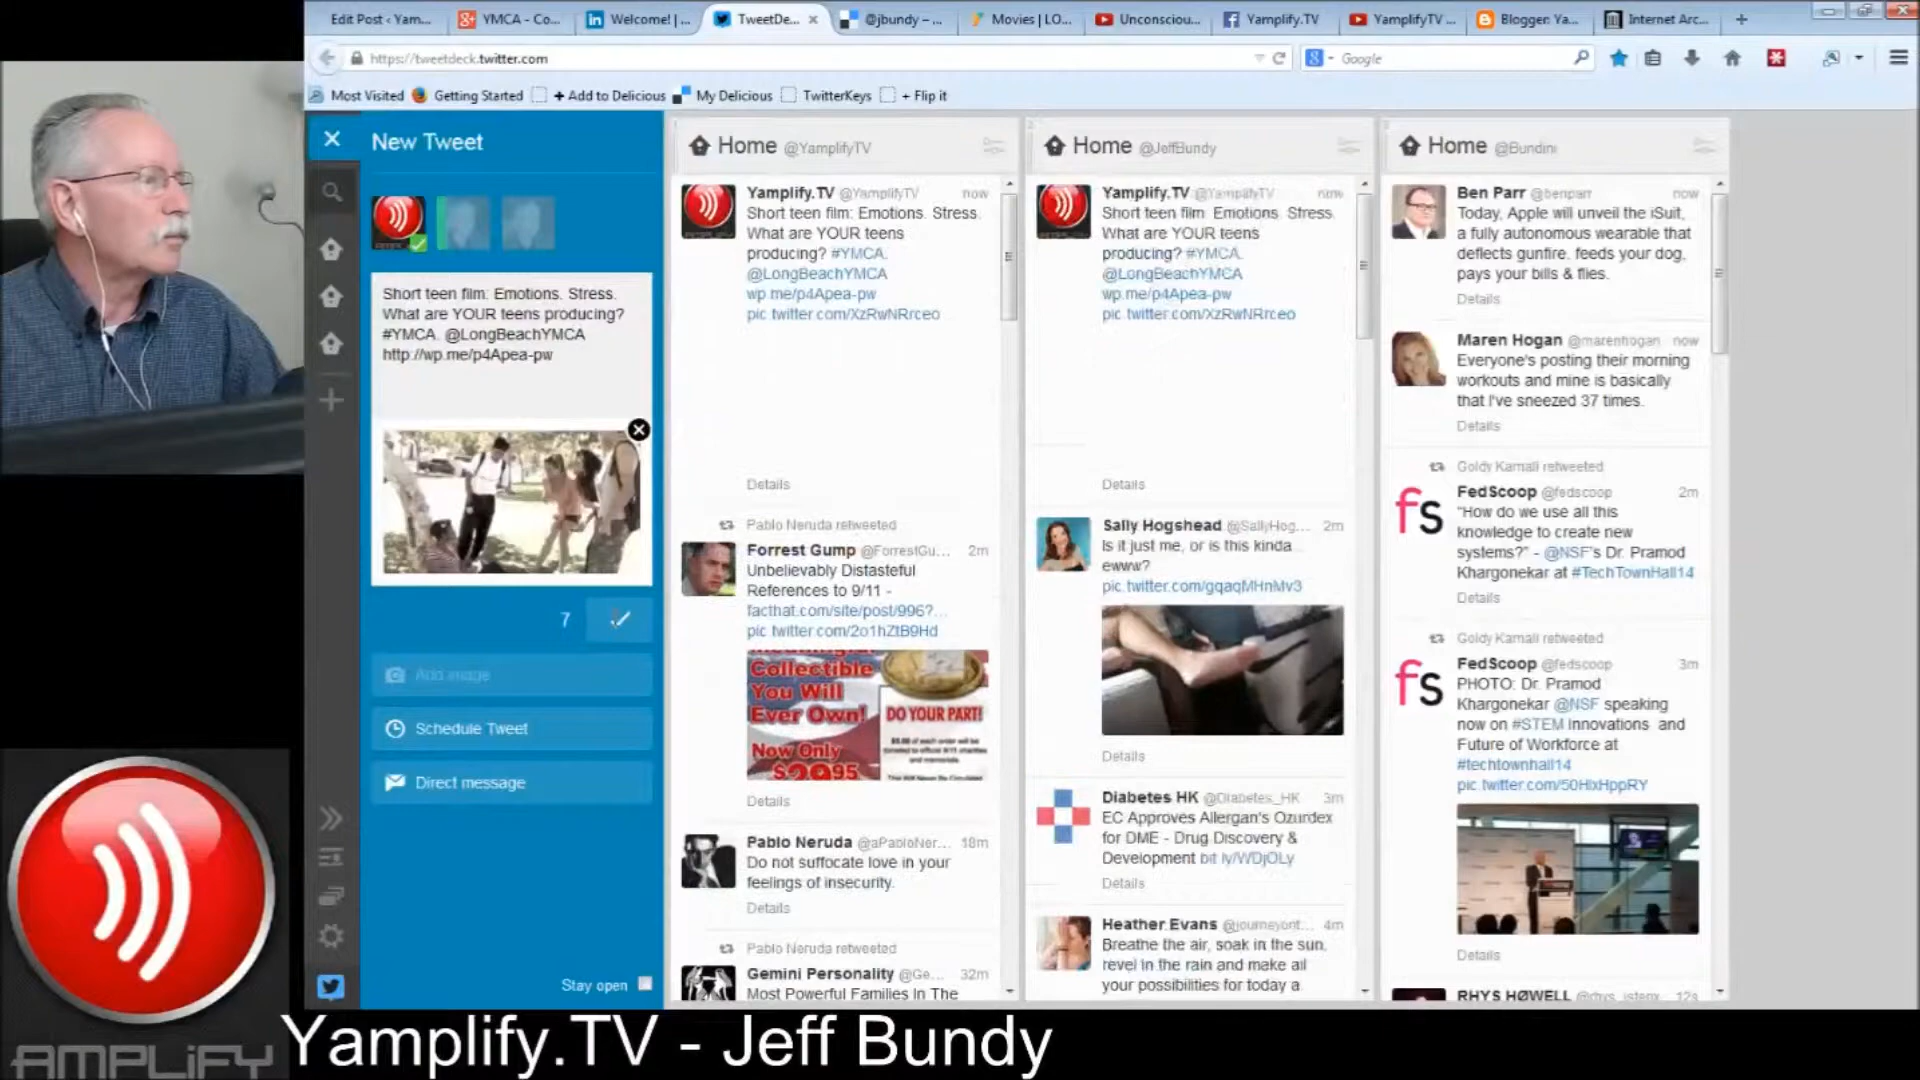 Edit Post ‹ Yam...
YMCA - Co...
Welcome! | ...
TweetDe...
@jbundy – ...
Movies | LO...
Unconsciou...
Yamplify.TV
YamplifyTV ...
Blogger: Ya...
Internet Arc...
https://tweetdeck.twitter.com
Google
Most Visited
Getting Started
+ Add to Delicious
My Delicious
TwitterKeys
+ Flip it
New Tweet
Short teen film: Emotions. Stress.
What are YOUR teens producing?
#YMCA. @LongBeachYMCA
http://wp.me/p4Apea-pw
7
Add image
Schedule Tweet
Direct message
Stay open
Home @YamplifyTV
Yamplify.TV @YamplifyTV now
Short teen film: Emotions. Stress.
What are YOUR teens
producing? #YMCA.
@LongBeachYMCA
wp.me/p4Apea-pw
pic.twitter.com/XzRwNRrceo
Details
Pablo Neruda retweeted
Forrest Gump @ForrestGu... 2m
Unbelievably Distasteful
References to 9/11 -
facthat.com/site/post/996?...
pic.twitter.com/2o1hZtB9Hd
Collectible
You Will
Ever Own!
Now Only
$29.95
DO YOUR PART!
Details
Pablo Neruda @aPabloNer... 18m
Do not suffocate love in your
feelings of insecurity.
Details
Pablo Neruda retweeted
Gemini Personality @Ge... 32m
Most Powerful Families In The
Home @JeffBundy
Yamplify.TV @YamplifyTV now
Short teen film: Emotions. Stress.
What are YOUR teens
producing? #YMCA.
@LongBeachYMCA
wp.me/p4Apea-pw
pic.twitter.com/XzRwNRrceo
Details
Sally Hogshead @SallyHog... 2m
Is it just me, or is this kinda
ewww?
pic.twitter.com/gqaqMHnMv3
Details
Diabetes HK @Diabetes_HK 3m
EC Approves Allergan's Ozurdex
for DME - Drug Discovery &
Development bit.ly/WDjOLy
Details
Heather Evans @journeyont... 4m
Breathe the air, soak in the sun,
revel in the rain and make all
your possibilities for today a
Home @Bundini
Ben Parr @benparr now
Today, Apple will unveil the iSuit,
a fully autonomous wearable that
deflects gunfire, feeds your dog,
pays your bills & flies.
Details
Maren Hogan @marenhogan now
Everyone's posting their morning
workouts and mine is basically
that I've sneezed 37 times.
Details
Goldy Kamali retweeted
fs
FedScoop @fedscoop 2m
"How do we use all this
knowledge to create new
systems?" - @NSF's Dr. Pramod
Khargonekar at #TechTownHall14
Details
Goldy Kamali retweeted
fs
FedScoop @fedscoop 3m
PHOTO: Dr. Pramod
Khargonekar @NSF speaking
now on #STEM Innovations and
Future of Workforce at
#techtownhall14
pic.twitter.com/50HlxHppRY
Details
RHYS HØWELL @rhys_istenx 12s
AMPLiFY
Yamplify.TV - Jeff Bundy